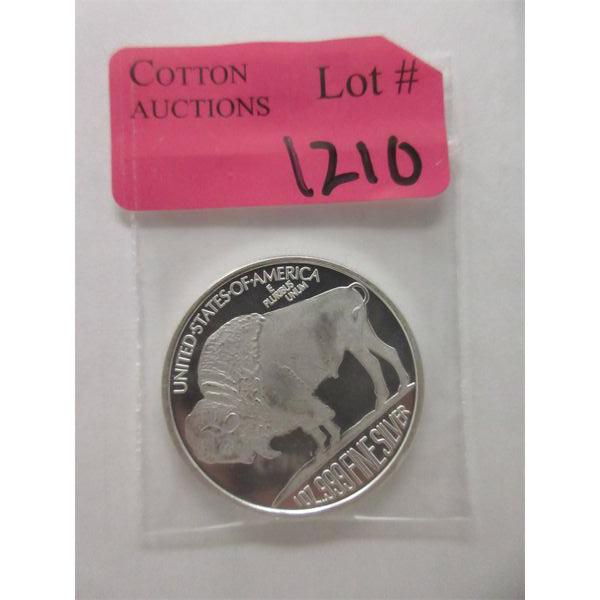 COTTON
AUCTIONS
Lot #
1210
UNITED·STATES·OF·AMERICA
E
PLURIBUS
UNUM
1 OZ. .999 FINE SILVER